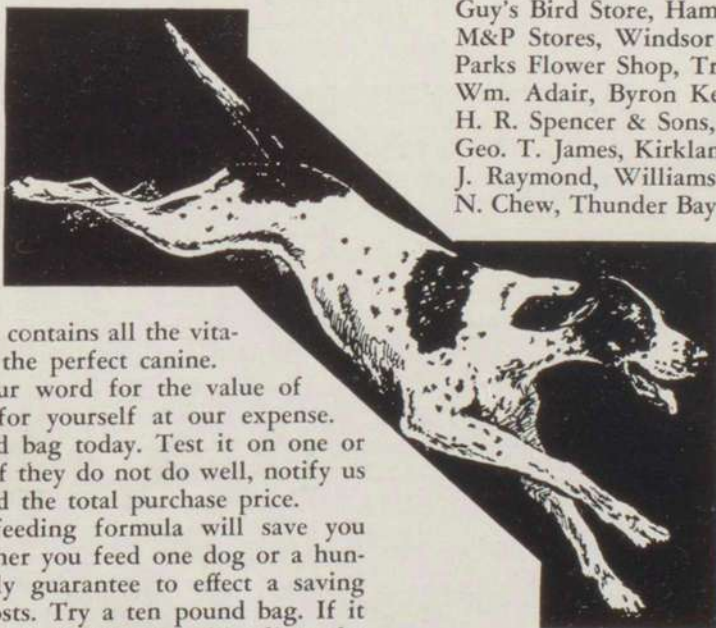 Guy's Bird Store, Ham
M&P Stores, Windsor
Parks Flower Shop, Tr
Wm. Adair, Byron Ke
H. R. Spencer & Sons,
Geo. T. James, Kirklan
J. Raymond, Williams
N. Chew, Thunder Bay
contains all the vita-
the perfect canine.
ur word for the value of
for yourself at our expense.
d bag today. Test it on one or
f they do not do well, notify us
d the total purchase price.
feeding formula will save you
her you feed one dog or a hun-
ly guarantee to effect a saving
osts. Try a ten pound bag. If it